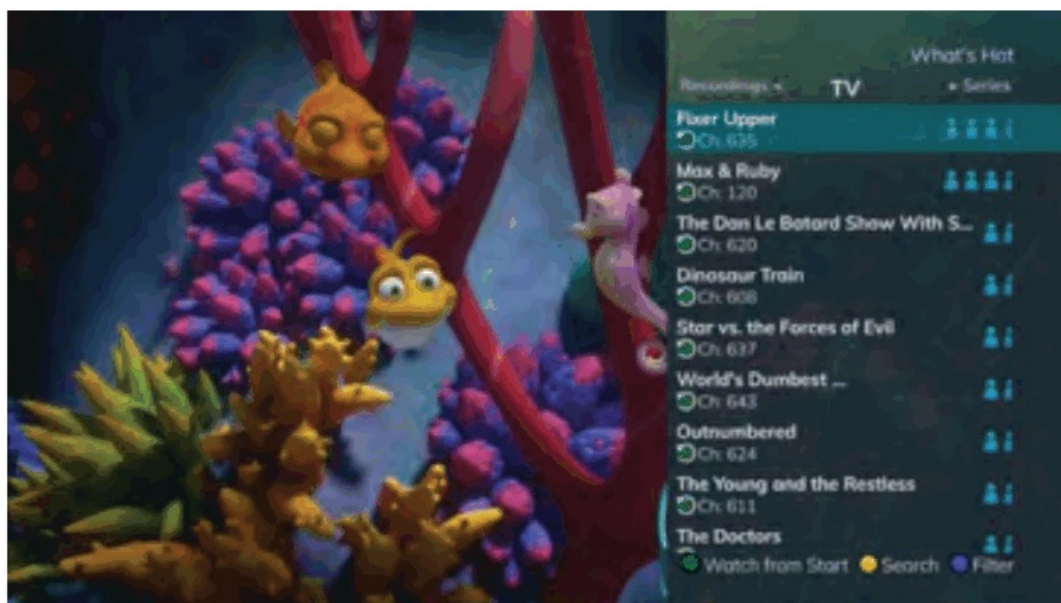 What's Hot
Recordings TV Series
Fixer Upper
Ch: 635
Max & Ruby
Ch: 120
The Dan Le Batard Show With S...
Ch: 620
Dinosaur Train
Ch: 608
Star vs. the Forces of Evil
Ch: 637
World's Dumbest ...
Ch: 643
Outnumbered
Ch: 624
The Young and the Restless
Ch: 611
The Doctors
Watch from Start Search Filter